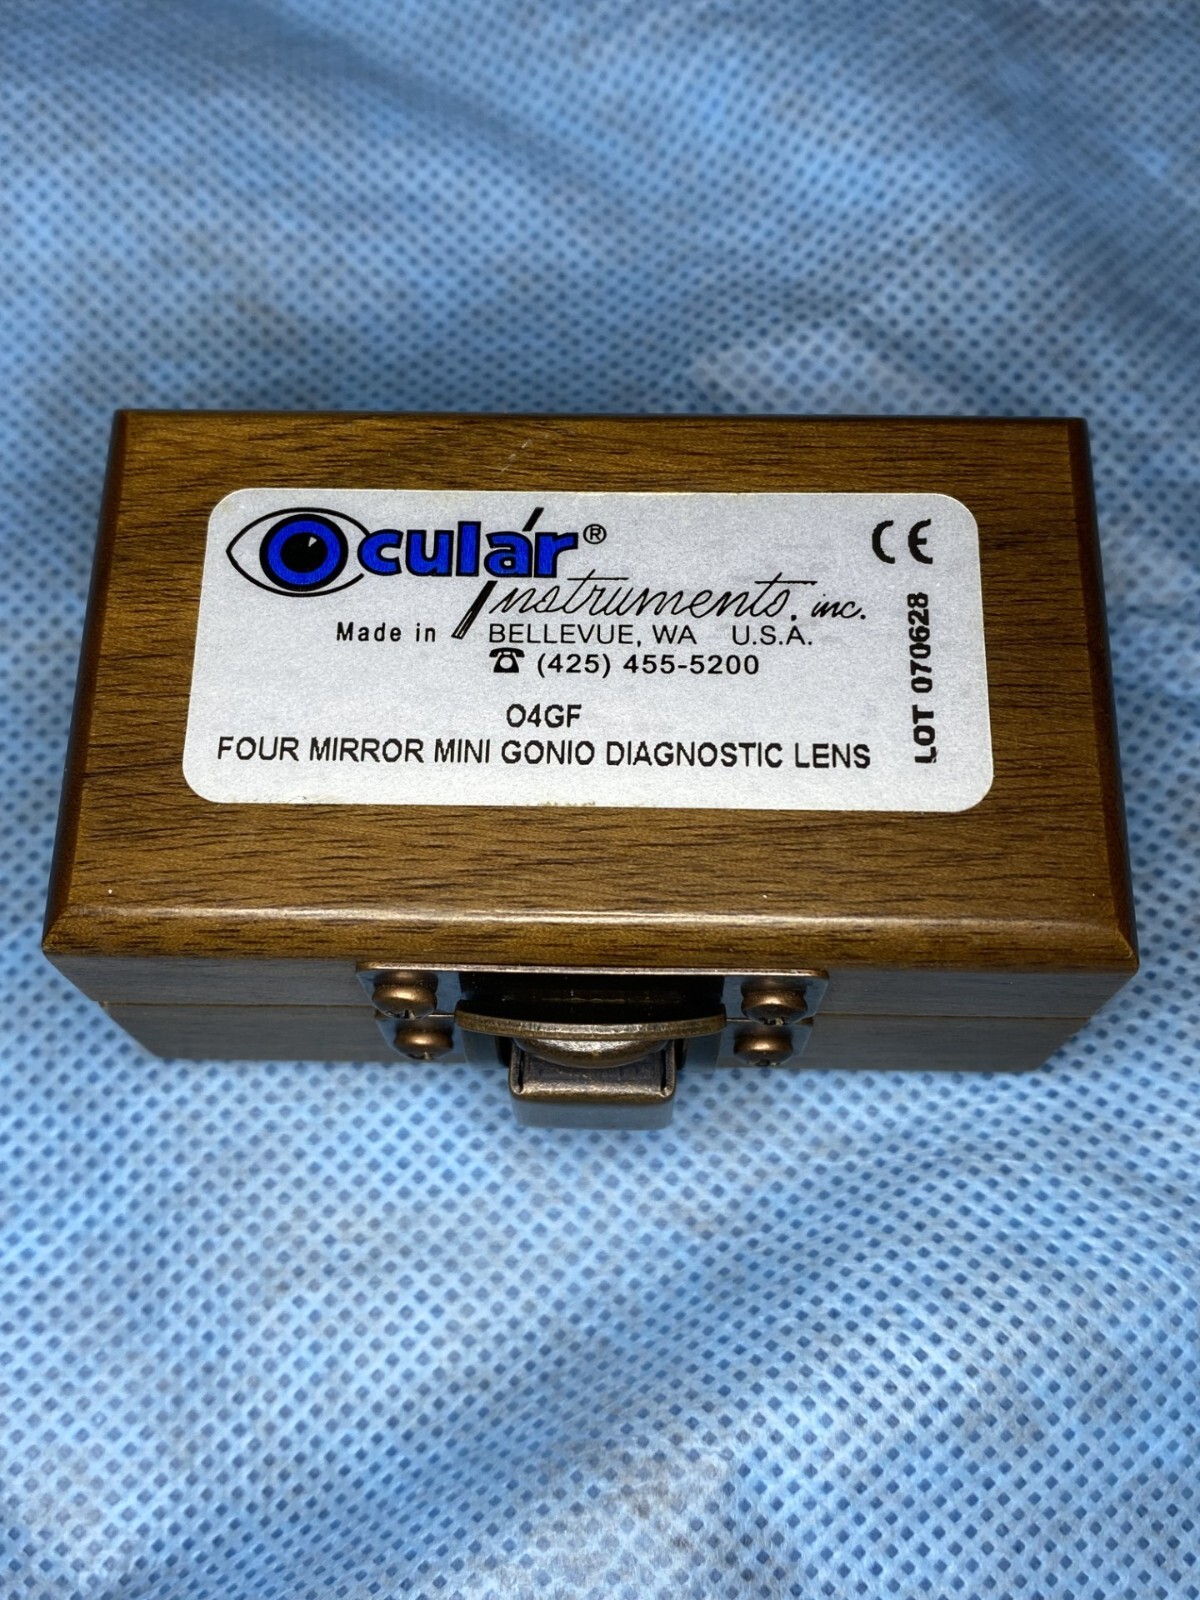 Ocular®
Instruments, inc.
Made in BELLEVUE, WA U.S.A.
☎ (425) 455-5200
O4GF
FOUR MIRROR MINI GONIO DIAGNOSTIC LENS
CE
LOT 070628